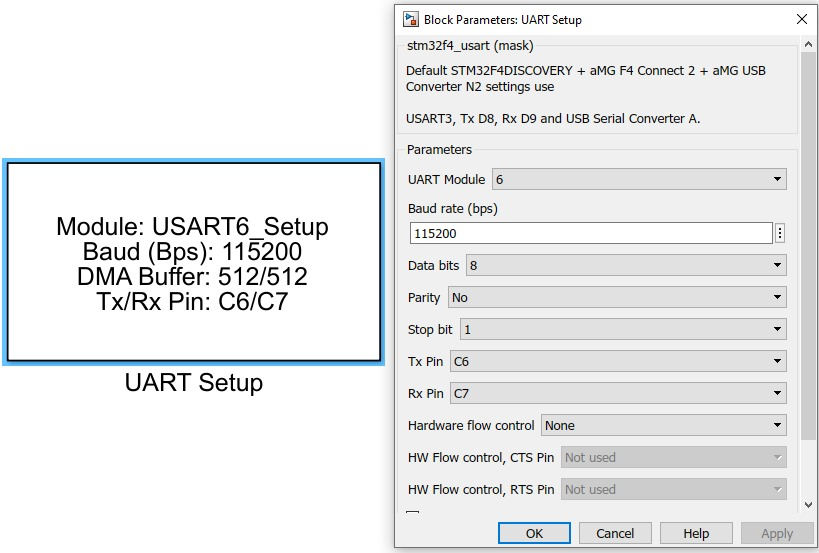 Module: USART6_Setup
Baud (Bps): 115200
DMA Buffer: 512/512
Tx/Rx Pin: C6/C7
UART Setup
Block Parameters: UART Setup
stm32f4_usart (mask)
Default STM32F4DISCOVERY + aMG F4 Connect 2 + aMG USB
Converter N2 settings use
USART3, Tx D8, Rx D9 and USB Serial Converter A.
Parameters
UART Module 6
Baud rate (bps)
115200
Data bits 8
Parity No
Stop bit 1
Tx Pin C6
Rx Pin C7
Hardware flow control None
HW Flow control, CTS Pin Not used
HW Flow control, RTS Pin Not used
OK Cancel Help Apply